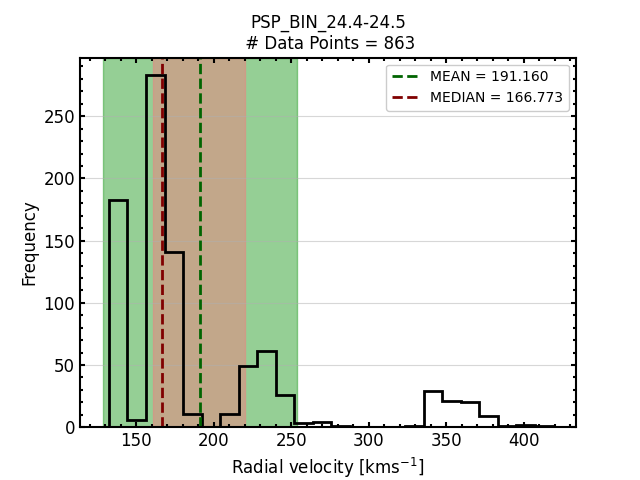 PSP_BIN_24.4-24.5
# Data Points = 863
MEAN = 191.160
MEDIAN = 166.773
Frequency
250
200
150
100
50
0
150 200 250 300 350 400
Radial velocity [kms⁻¹]